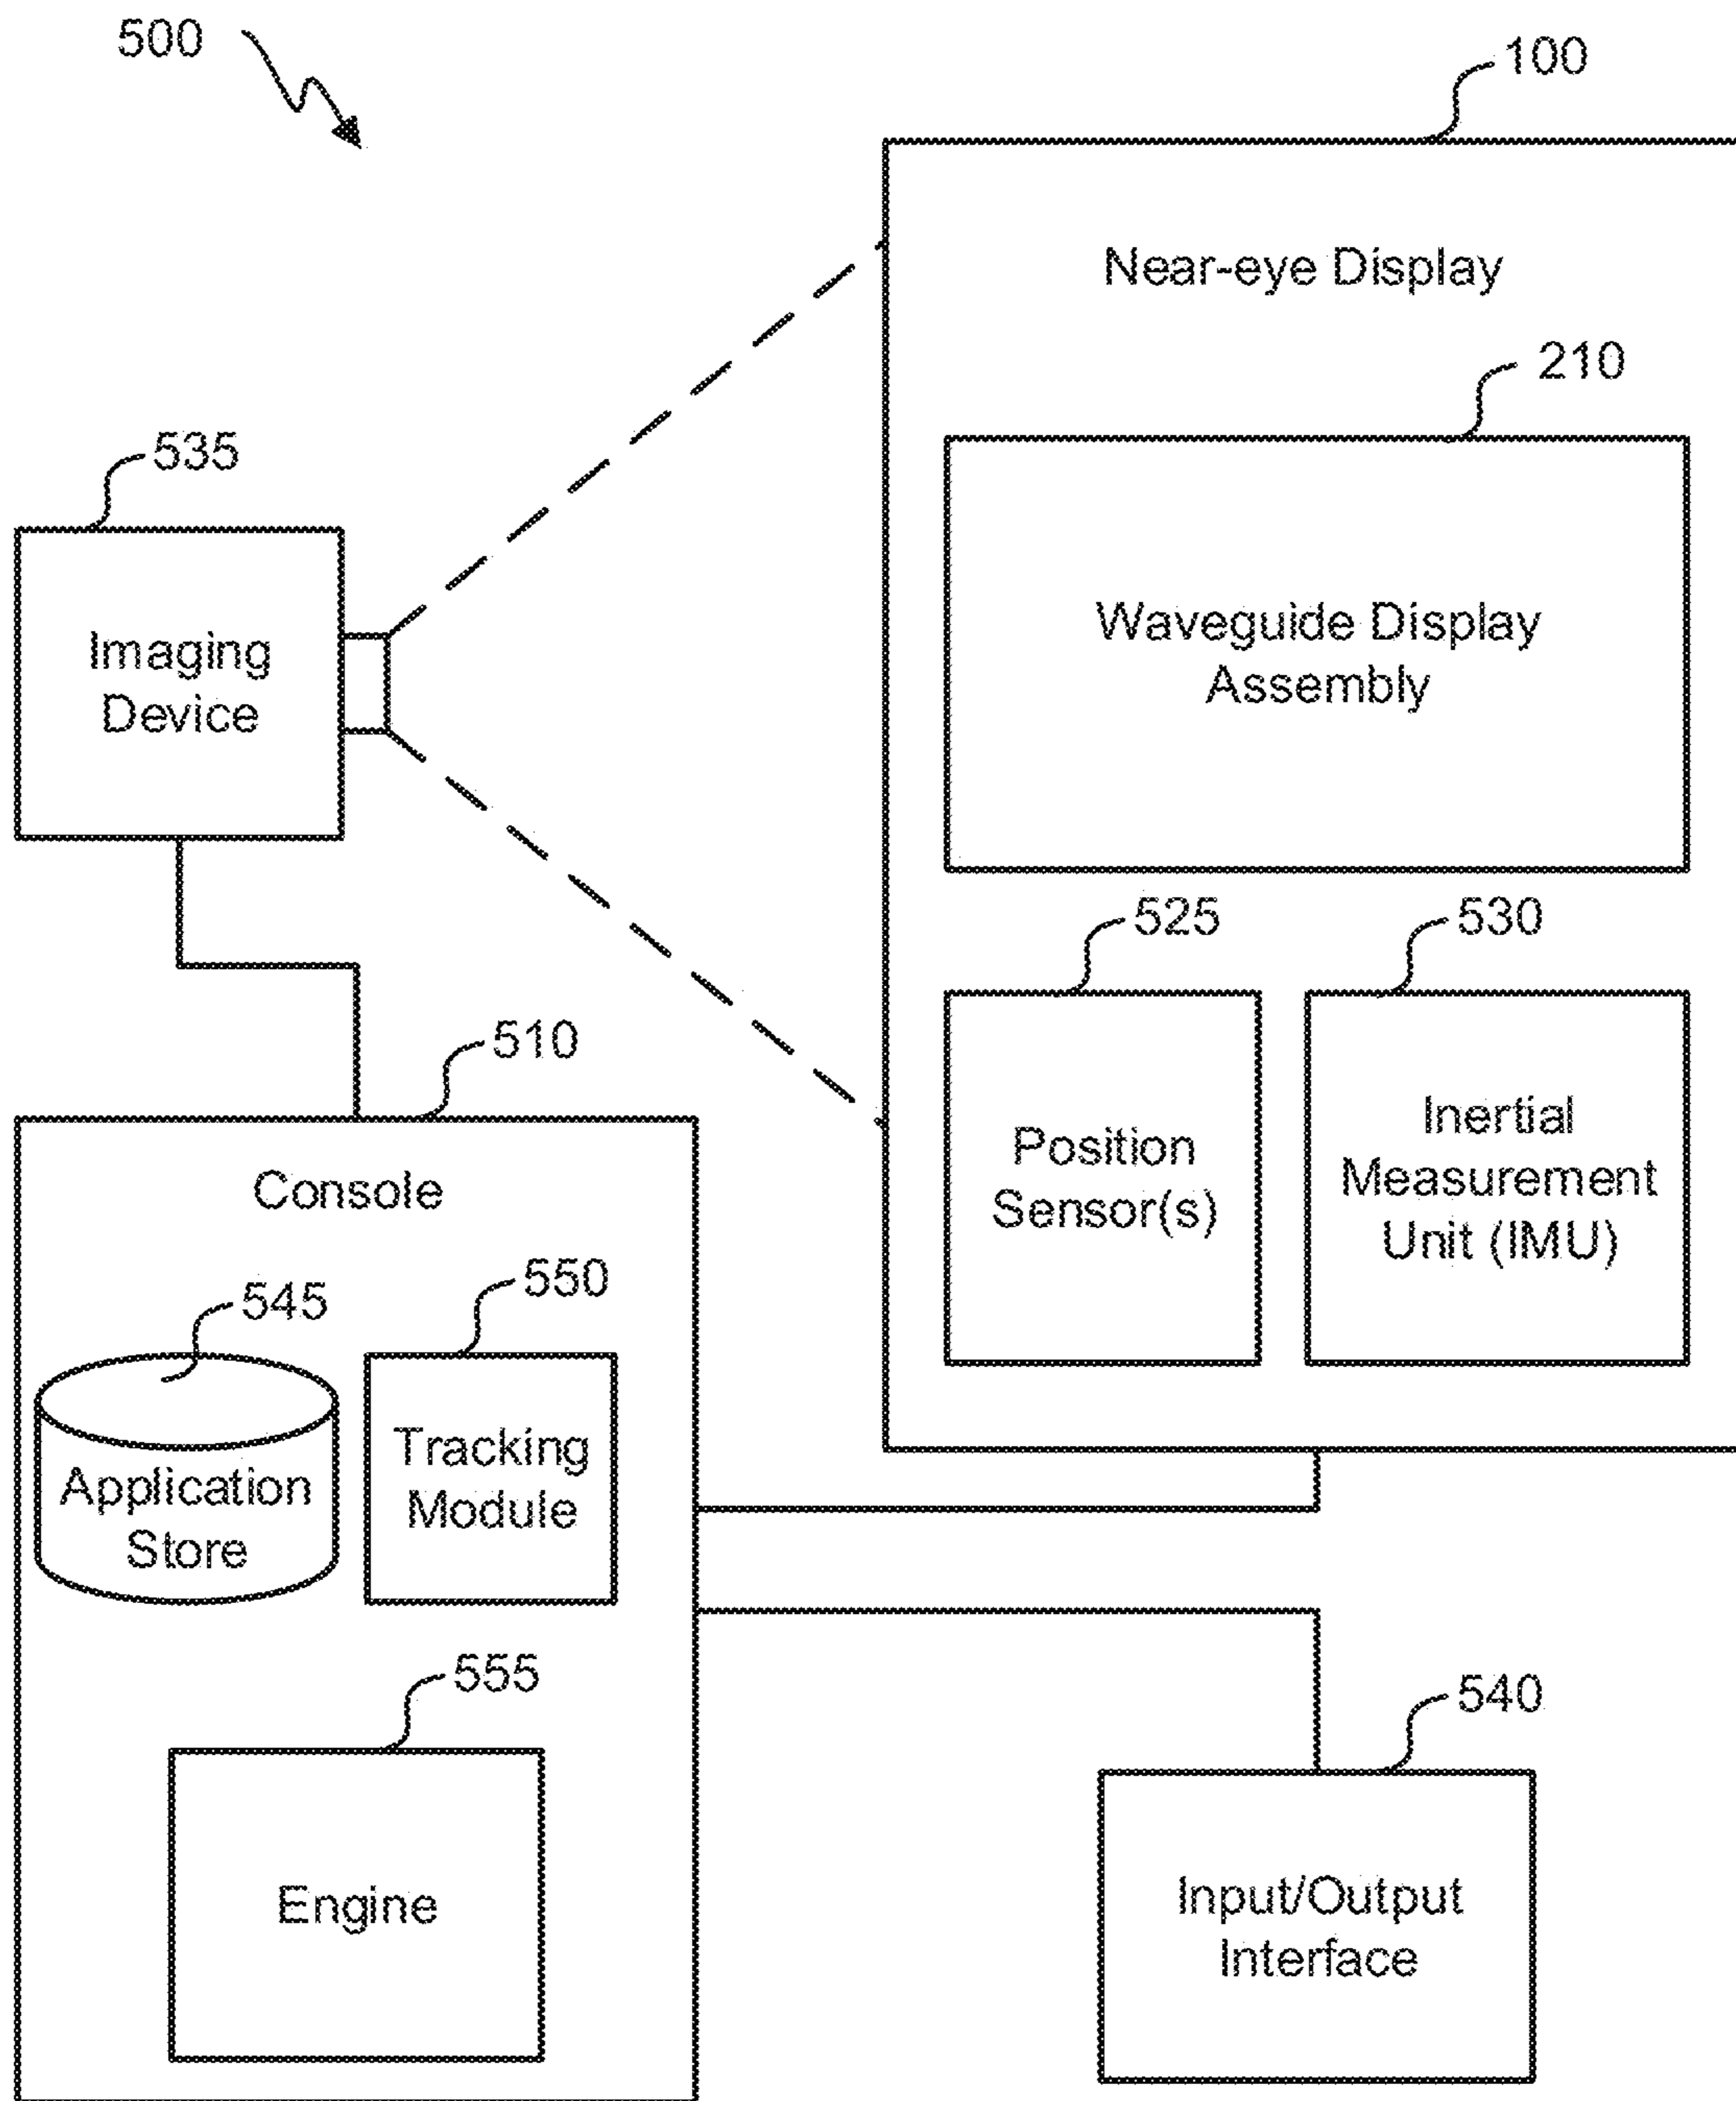 500
100
Near-eye Display
210
Waveguide Display
Assembly
535
Imaging
Device
525
530
Position
Sensor(s)
Inertial
Measurement
Unit (IMU)
510
Console
545
550
Application
Store
Tracking
Module
555
Engine
540
Input/Output
Interface